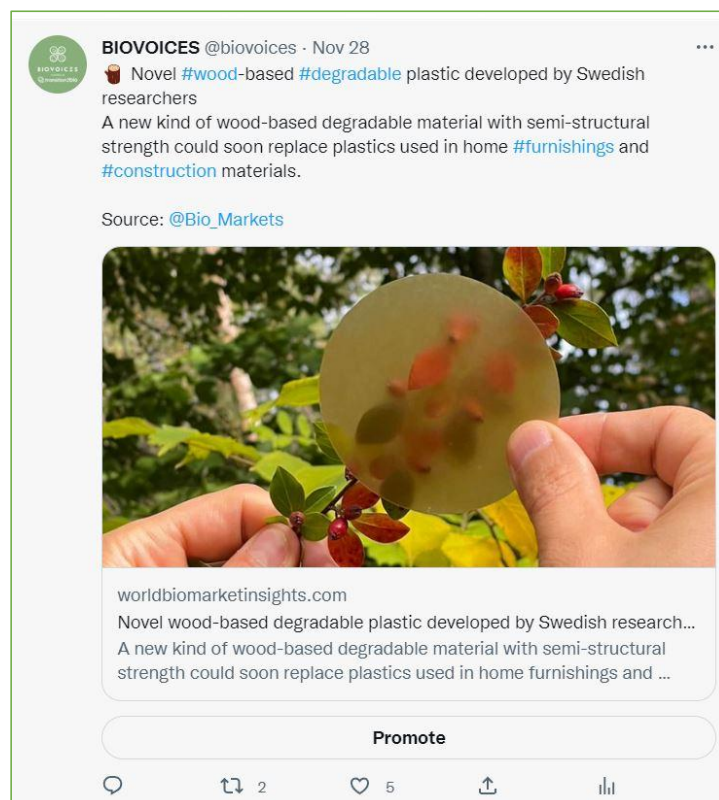 BIOVOICES @biovoices · Nov 28
Novel #wood-based #degradable plastic developed by Swedish
researchers
A new kind of wood-based degradable material with semi-structural
strength could soon replace plastics used in home #furnishings and
#construction materials.
Source: @Bio_Markets
worldbiomarketinsights.com
Novel wood-based degradable plastic developed by Swedish research...
A new kind of wood-based degradable material with semi-structural
strength could soon replace plastics used in home furnishings and ...
Promote
2 5
BIOVOICES